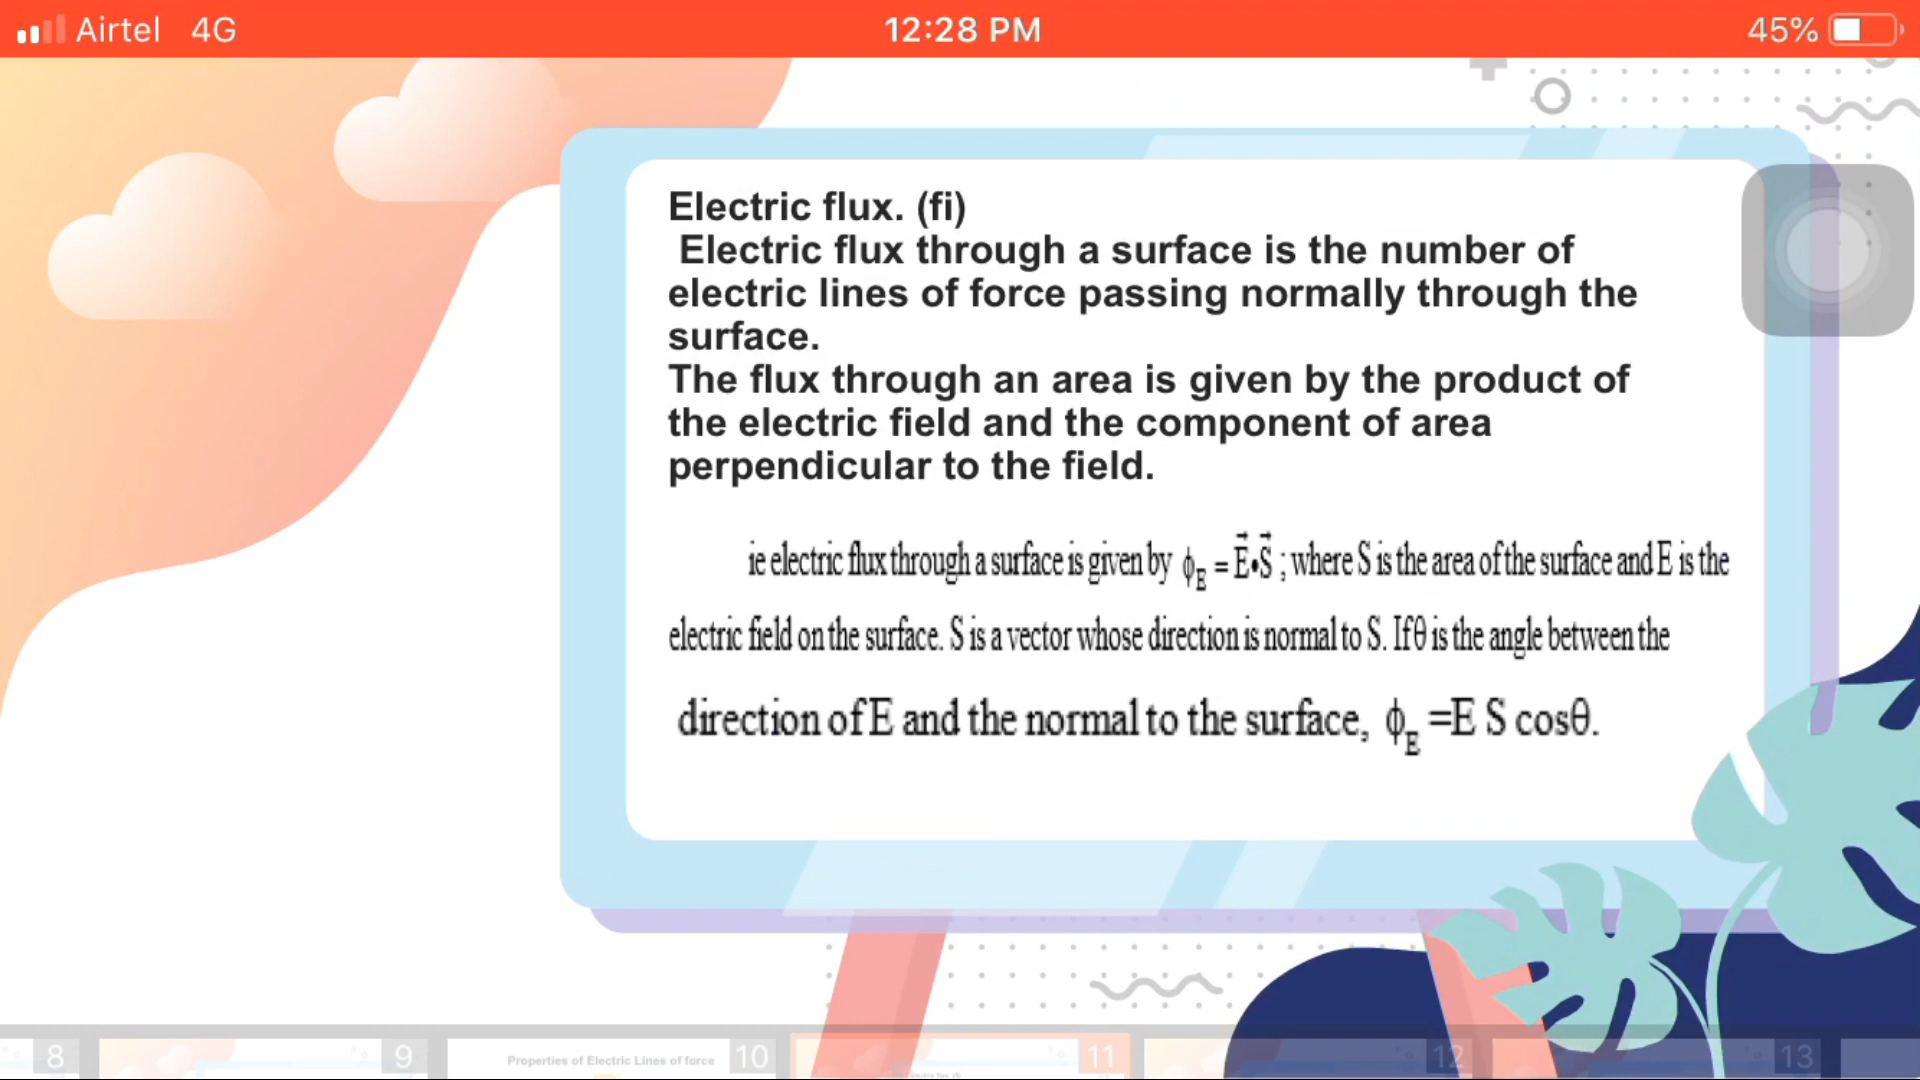 Airtel 4G 12:28 PM 45%
Electric flux. (fi)
Electric flux through a surface is the number of
electric lines of force passing normally through the
surface.
The flux through an area is given by the product of
the electric field and the component of area
perpendicular to the field.
ie electric flux through a surface is given by ϕE = E⃗•S⃗ ; where S is the area of the surface and E is the
electric field on the surface. S is a vector whose direction is normal to S. If θ is the angle between the
direction of E and the normal to the surface, ϕE =E S cosθ.
8 9 Properties of Electric Lines of force 10 11 12 13